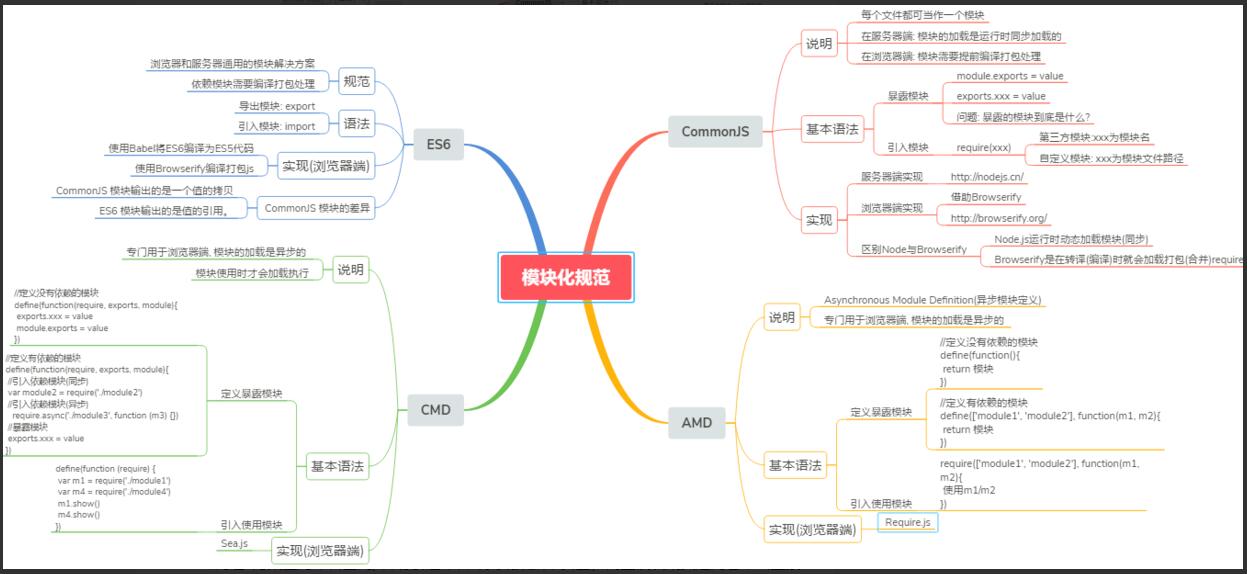 模块化规范
CommonJS
说明
每个文件都可当作一个模块
在服务器端: 模块的加载是运行时同步加载的
在浏览器端: 模块需要提前编译打包处理
基本语法
暴露模块
module.exports = value
exports.xxx = value
问题: 暴露的模块到底是什么?
引入模块
require(xxx)
第三方模块:xxx为模块名
自定义模块: xxx为模块文件路径
实现
服务器端实现
http://nodejs.cn/
浏览器端实现
借助Browserify
http://browserify.org/
区别Node与Browserify
Node.js运行时动态加载模块(同步)
Browserify是在转译(编译)时就会加载打包(合并)require
AMD
说明
Asynchronous Module Definition(异步模块定义)
专门用于浏览器端, 模块的加载是异步的
基本语法
定义暴露模块
//定义没有依赖的模块
define(function(){
return 模块
})
//定义有依赖的模块
define(['module1', 'module2'], function(m1, m2){
return 模块
})
引入使用模块
require(['module1', 'module2'], function(m1,
m2){
使用m1/m2
})
实现(浏览器端)
Require.js
ES6
规范
浏览器和服务器通用的模块解决方案
依赖模块需要编译打包处理
语法
导出模块: export
引入模块: import
实现(浏览器端)
使用Babel将ES6编译为ES5代码
使用Browserify编译打包js
CommonJS 模块的差异
CommonJS 模块输出的是一个值的拷贝
ES6 模块输出的是值的引用。
CMD
说明
专门用于浏览器端, 模块的加载是异步的
模块使用时才会加载执行
基本语法
定义暴露模块
//定义没有依赖的模块
define(function(require, exports, module){
exports.xxx = value
module.exports = value
})
//定义有依赖的模块
define(function(require, exports, module){
//引入依赖模块(同步)
var module2 = require('./module2')
//引入依赖模块(异步)
require.async('./module3', function (m3) {})
//暴露模块
exports.xxx = value
})
引入使用模块
define(function (require) {
var m1 = require('./module1')
var m4 = require('./module4')
m1.show()
m4.show()
})
实现(浏览器端)
Sea.js